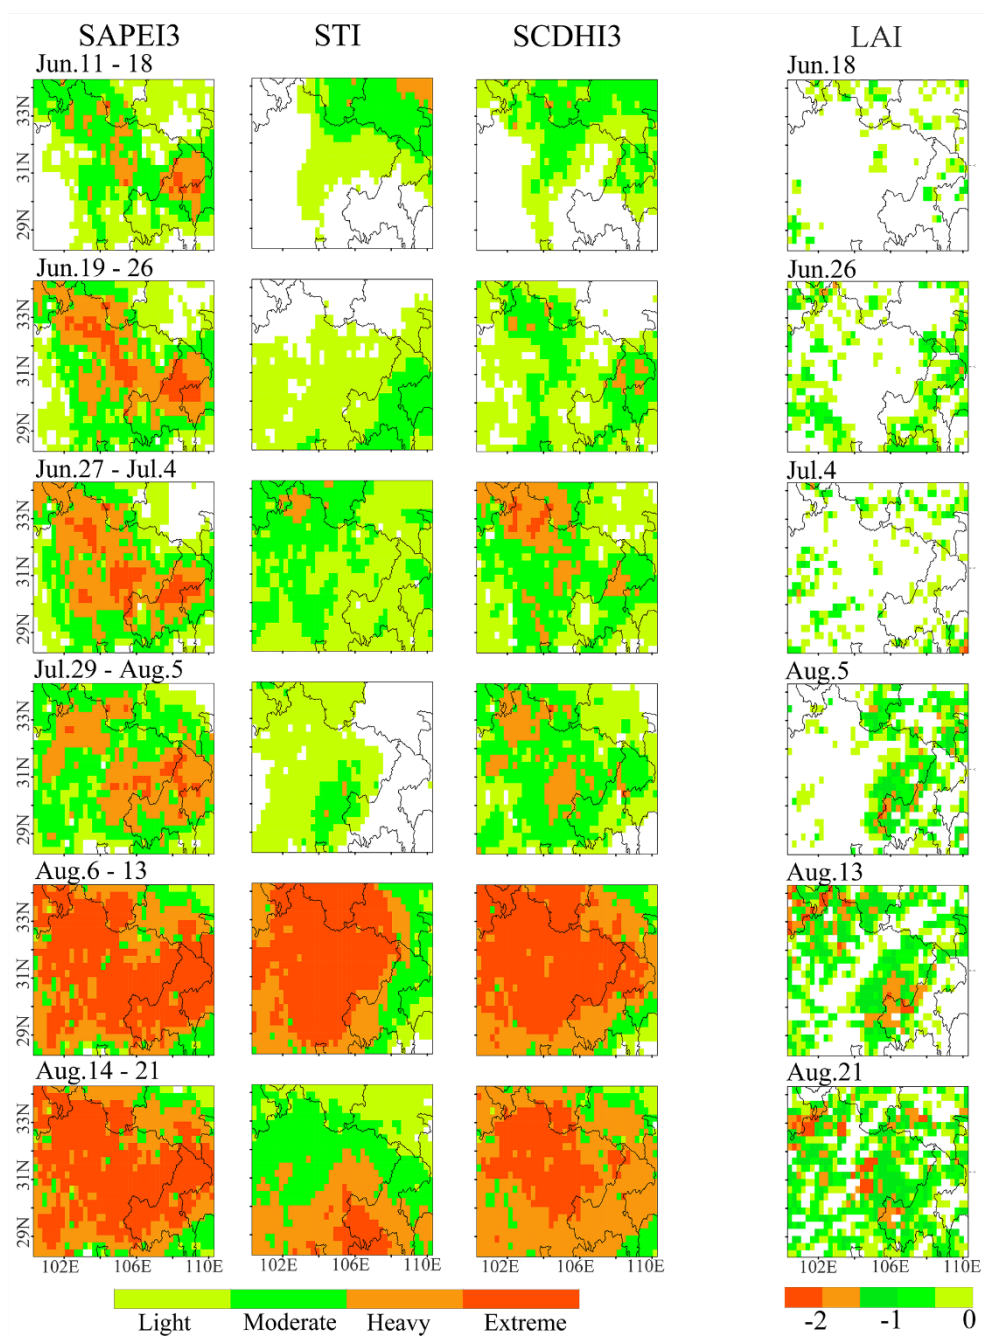 SAPEI3 STI SCDHI3 LAI
Jun.11 - 18 Jun.18
33N
31N
29N
Jun.19 - 26 Jun.26
33N
31N
29N
Jun.27 - Jul.4 Jul.4
33N
31N
29N
Jul.29 - Aug.5 Aug.5
33N
31N
29N
Aug.6 - 13 Aug.13
33N
31N
29N
Aug.14 - 21 Aug.21
33N
31N
29N
102E 106E 110E 102E 106E 110E 102E 106E 110E 102E 106E 110E
Light Moderate Heavy Extreme -2 -1 0